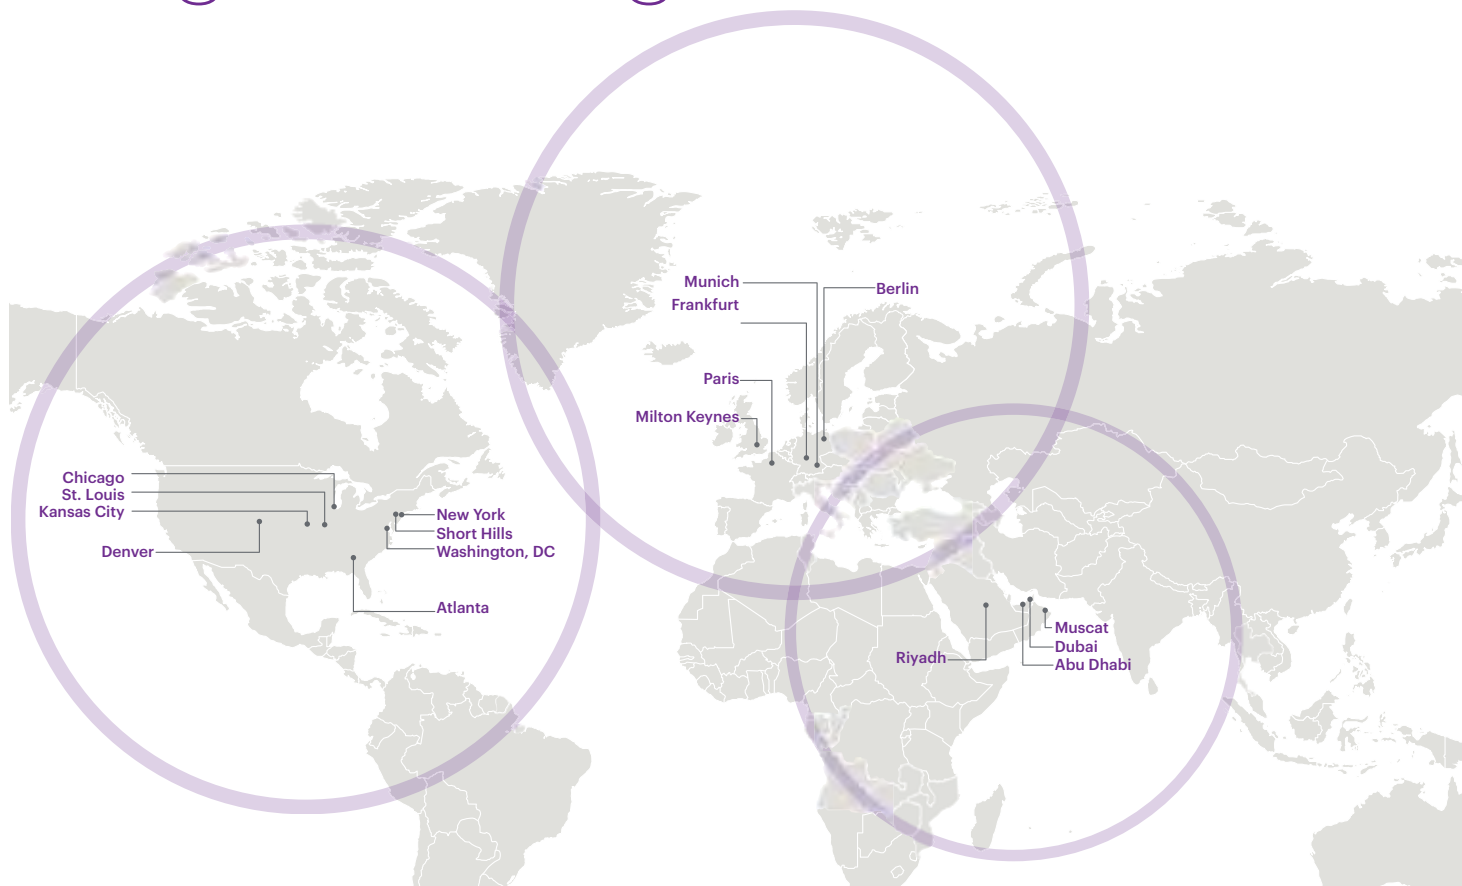 Munich
Berlin
Frankfurt
Paris
Milton Keynes
Chicago
St. Louis
Kansas City
Denver
New York
Short Hills
Washington, DC
Atlanta
Muscat
Dubai
Abu Dhabi
Riyadh